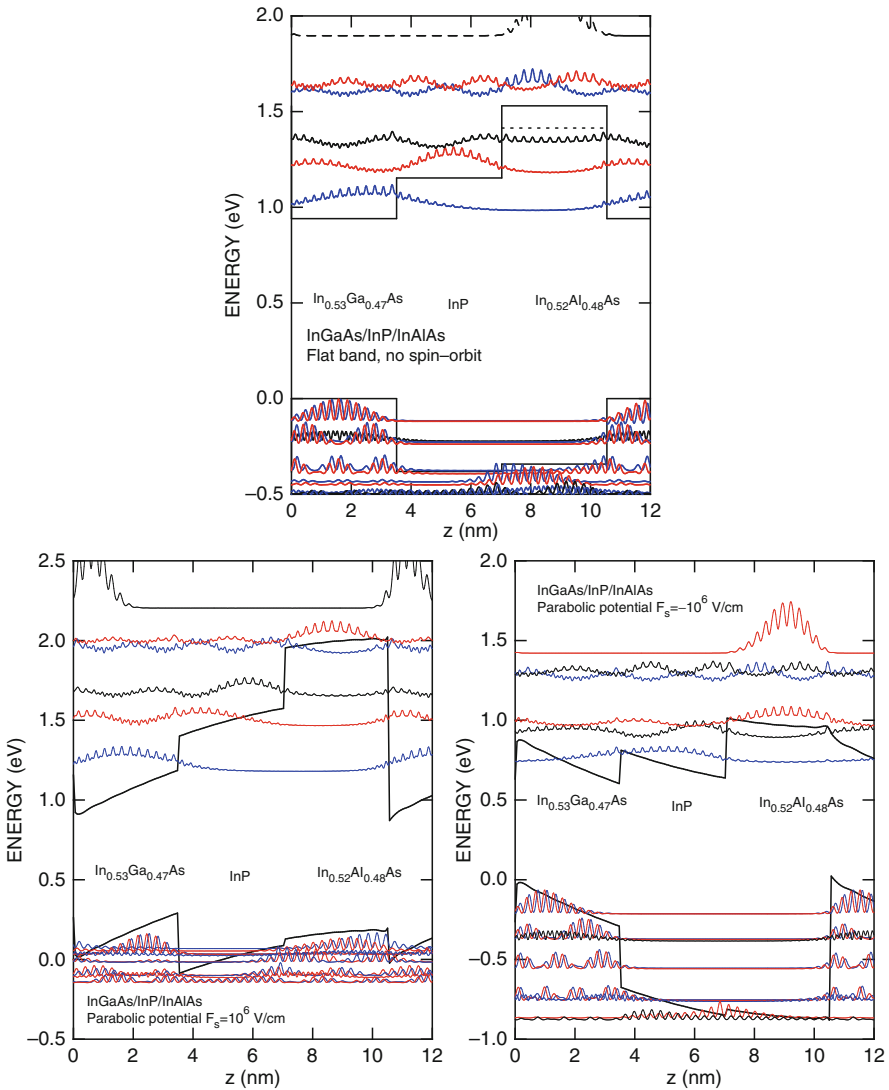 2.0
1.5
1.0
0.5
0.0
−0.5
ENERGY (eV)
In0.53Ga0.47As InP In0.52Al0.48As
InGaAs/InP/InAlAs
Flat band, no spin–orbit
0 2 4 6 8 10 12
z (nm)
2.5
2.0
1.5
1.0
0.5
0.0
−0.5
ENERGY (eV)
In0.53Ga0.47As InP In0.52Al0.48As
InGaAs/InP/InAlAs
Parabolic potential Fs=10^6 V/cm
0 2 4 6 8 10 12
z (nm)
2.0
1.5
1.0
0.5
0.0
−0.5
−1.0
ENERGY (eV)
InGaAs/InP/InAlAs
Parabolic potential Fs=−10^6 V/cm
In0.53Ga0.47As InP In0.52Al0.48As
0 2 4 6 8 10 12
z (nm)